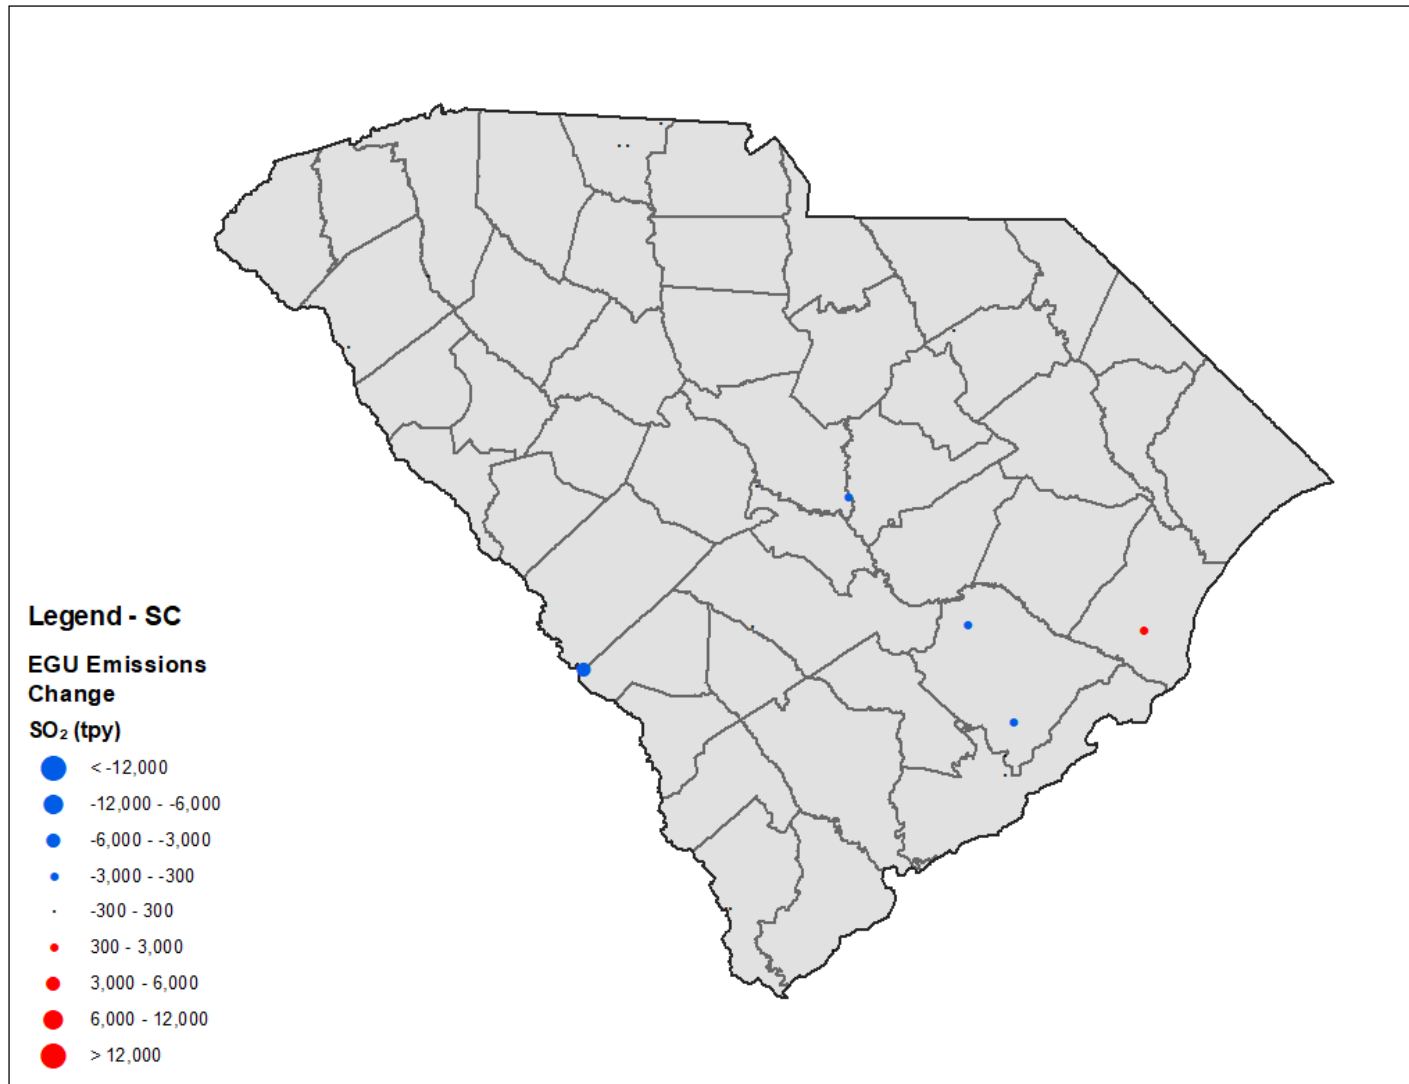 Legend - SC
EGU Emissions
Change
SO₂ (tpy)
< -12,000
-12,000 - -6,000
-6,000 - -3,000
-3,000 - -300
-300 - 300
300 - 3,000
3,000 - 6,000
6,000 - 12,000
> 12,000